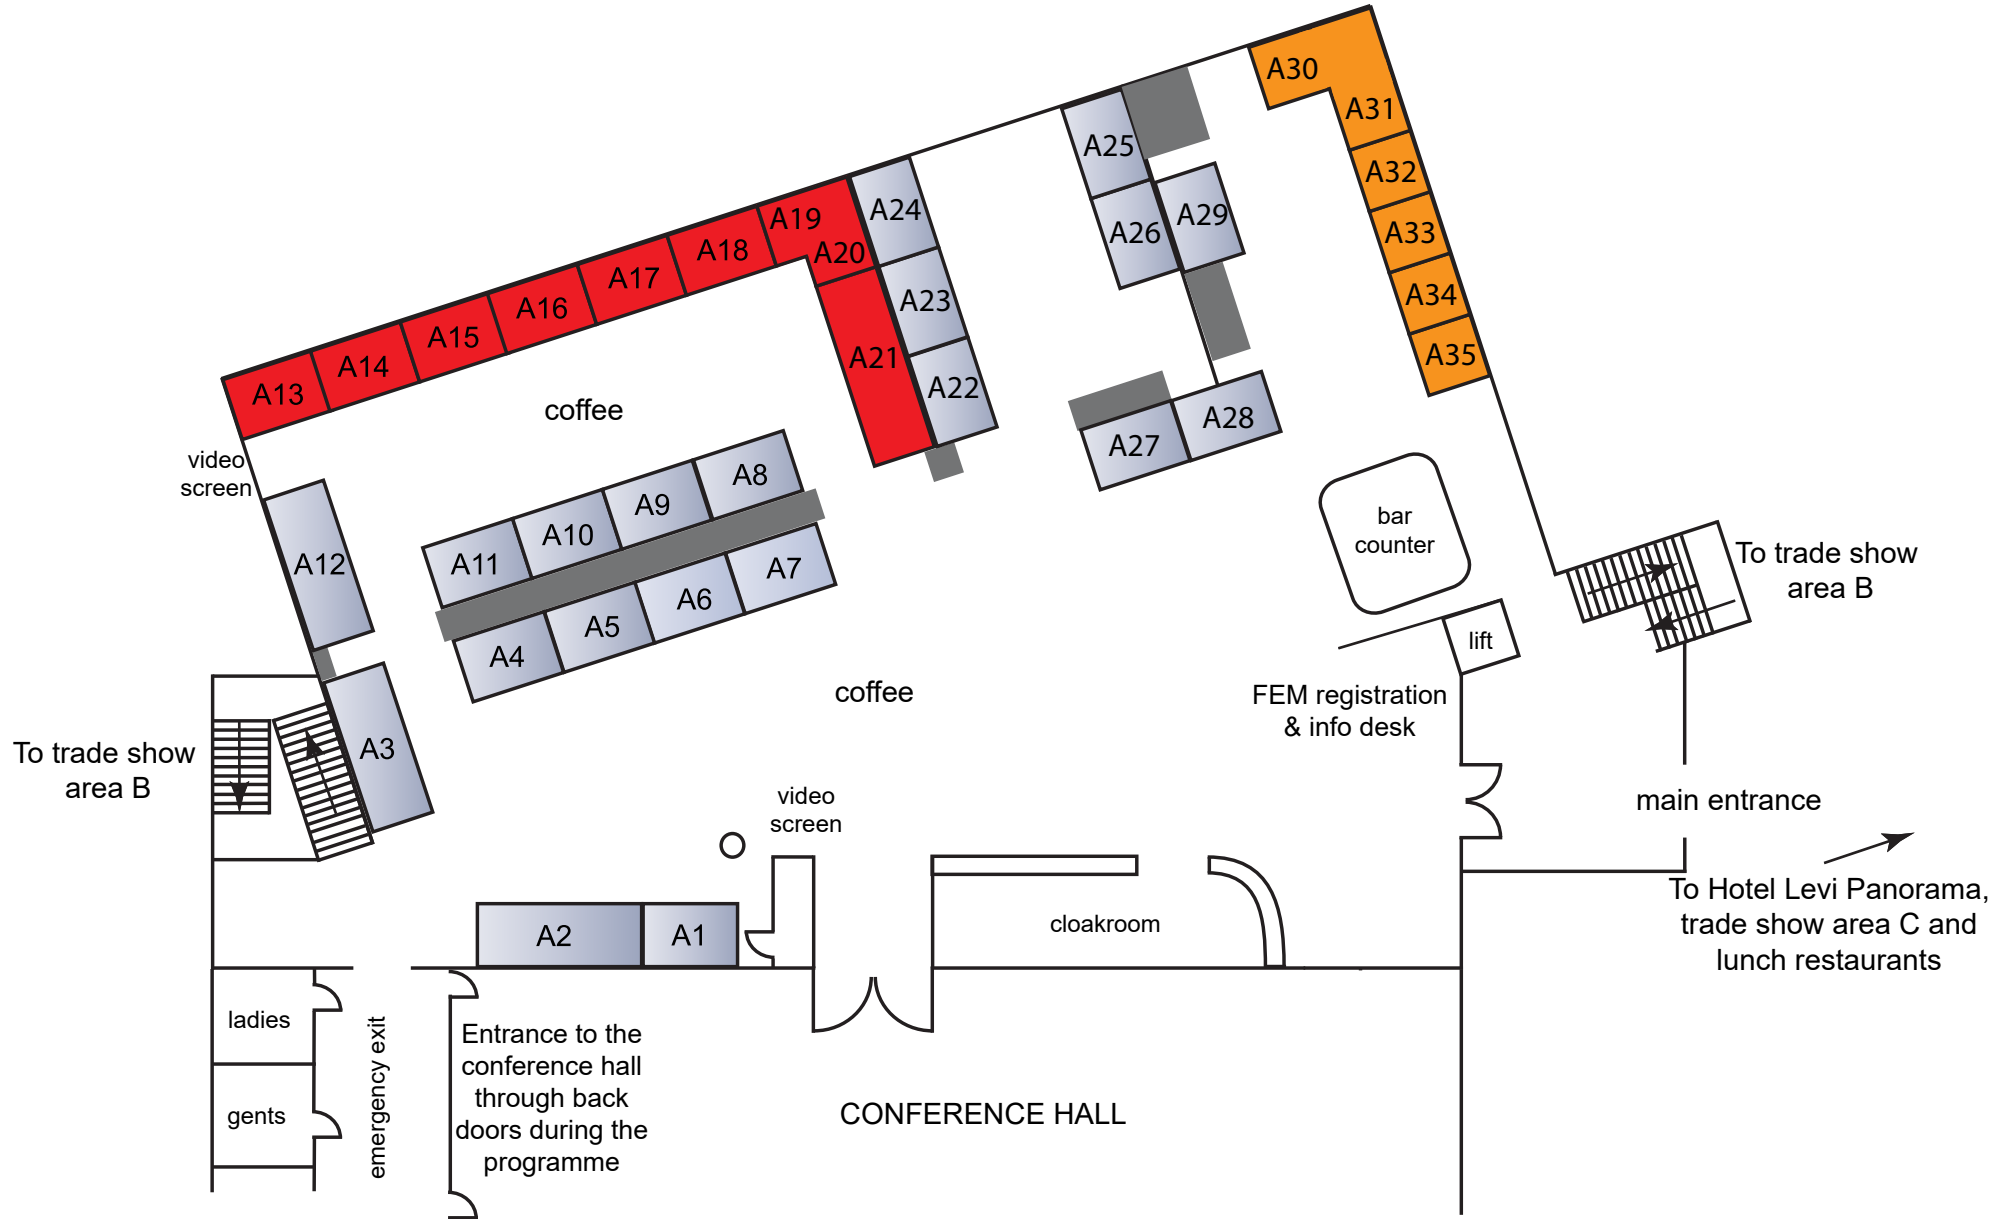 A30
A31
A25
A32
A24
A29
A19
A26
A33
A18
A20
A17
A23
A34
A16
A15
A35
A14
A21
A22
A13
coffee
A28
A27
video
screen
A8
A9
bar
counter
A10
A11
A12
To trade show
area B
A7
A6
A5
lift
A4
coffee
FEM registration
& info desk
To trade show
area B
A3
main entrance
video
screen
To Hotel Levi Panorama,
trade show area C and
lunch restaurants
cloakroom
A2
A1
ladies
gents
emergency exit
Entrance to the
conference hall
through back
doors during the
programme
CONFERENCE HALL